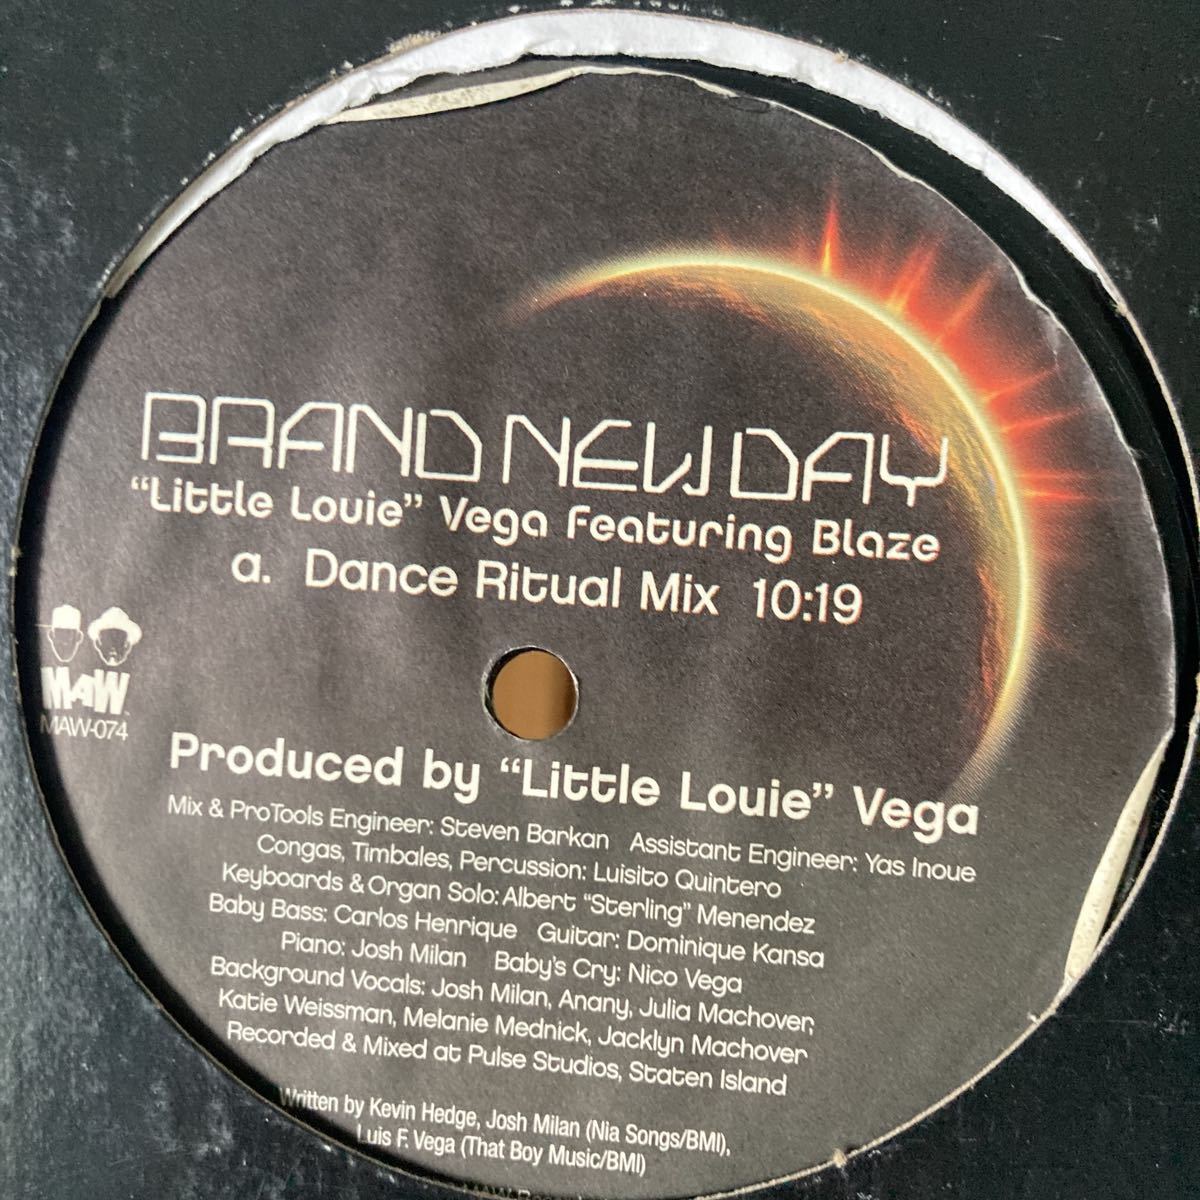 BRAND NEW DAY
“Little Louie” Vega Featuring Blaze
a. Dance Ritual Mix 10:19
MAW
MAW-074
Produced by “Little Louie” Vega
Mix & ProTools Engineer: Steven Barkan Assistant Engineer: Yas Inoue
Congas, Timbales, Percussion: Luisito Quintero
Keyboards & Organ Solo: Albert “Sterling” Menendez
Baby Bass: Carlos Henrique Guitar: Dominique Kansa
Piano: Josh Milan Baby's Cry: Nico Vega
Background Vocals: Josh Milan, Anany, Julia Machover,
Katie Weissman, Melanie Mednick, Jacklyn Machover
Recorded & Mixed at Pulse Studios, Staten Island
Written by Kevin Hedge, Josh Milan (Nia Songs/BMI),
Luis F. Vega (That Boy Music/BMI)